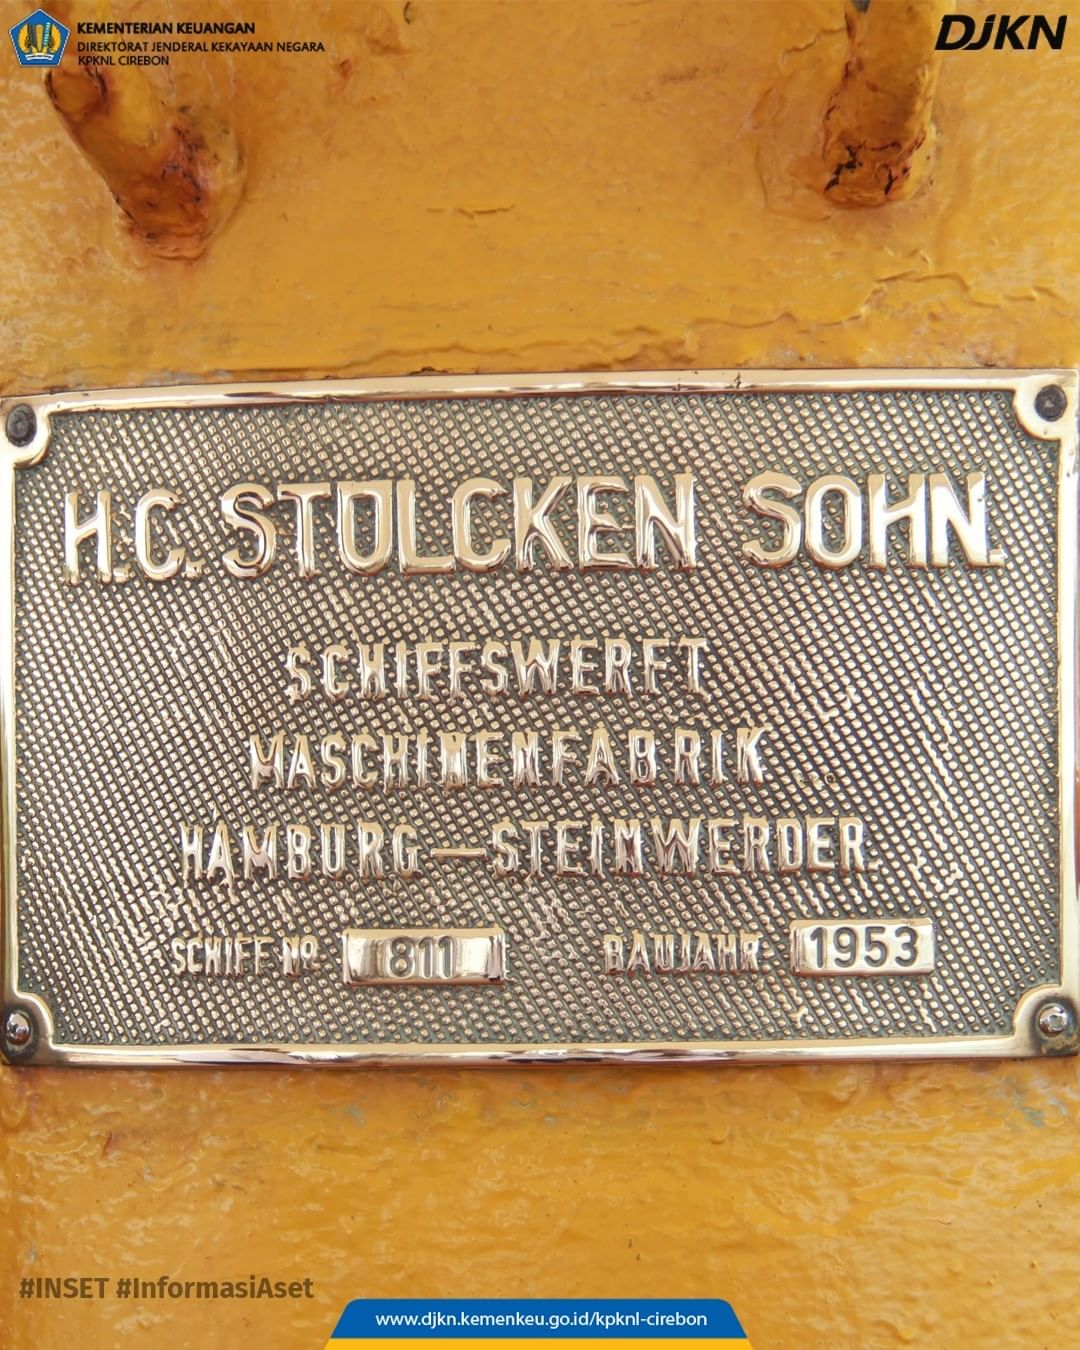 KEMENTERIAN KEUANGAN
DIREKTORAT JENDERAL KEKAYAAN NEGARA
KPKNL CIREBON
DJKN
H.C. STÜLCKEN SOHN.
SCHIFFSWERFT
MASCHINENFABRIK
HAMBURG—STEINWERDER.
SCHIFF No. 811 BAUJAHR. 1953
#INSET #InformasiAset
www.djkn.kemenkeu.go.id/kpknl-cirebon